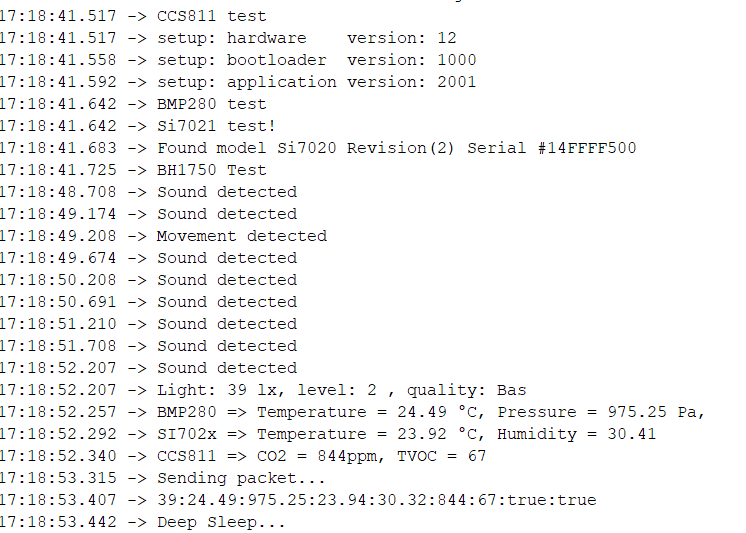 17:18:41.517 -> CCS811 test
17:18:41.517 -> setup: hardware    version: 12
17:18:41.558 -> setup: bootloader  version: 1000
17:18:41.592 -> setup: application version: 2001
17:18:41.642 -> BMP280 test
17:18:41.642 -> Si7021 test!
17:18:41.683 -> Found model Si7020 Revision(2) Serial #14FFFF500
17:18:41.725 -> BH1750 Test
17:18:48.708 -> Sound detected
17:18:49.174 -> Sound detected
17:18:49.208 -> Movement detected
17:18:49.674 -> Sound detected
17:18:50.208 -> Sound detected
17:18:50.691 -> Sound detected
17:18:51.210 -> Sound detected
17:18:51.708 -> Sound detected
17:18:52.207 -> Sound detected
17:18:52.207 -> Light: 39 lx, level: 2 , quality: Bas
17:18:52.257 -> BMP280 => Temperature = 24.49 °C, Pressure = 975.25 Pa,
17:18:52.292 -> SI702x => Temperature = 23.92 °C, Humidity = 30.41
17:18:52.340 -> CCS811 => CO2 = 844ppm, TVOC = 67
17:18:53.315 -> Sending packet...
17:18:53.407 -> 39:24.49:975.25:23.94:30.32:844:67:true:true
17:18:53.442 -> Deep Sleep...